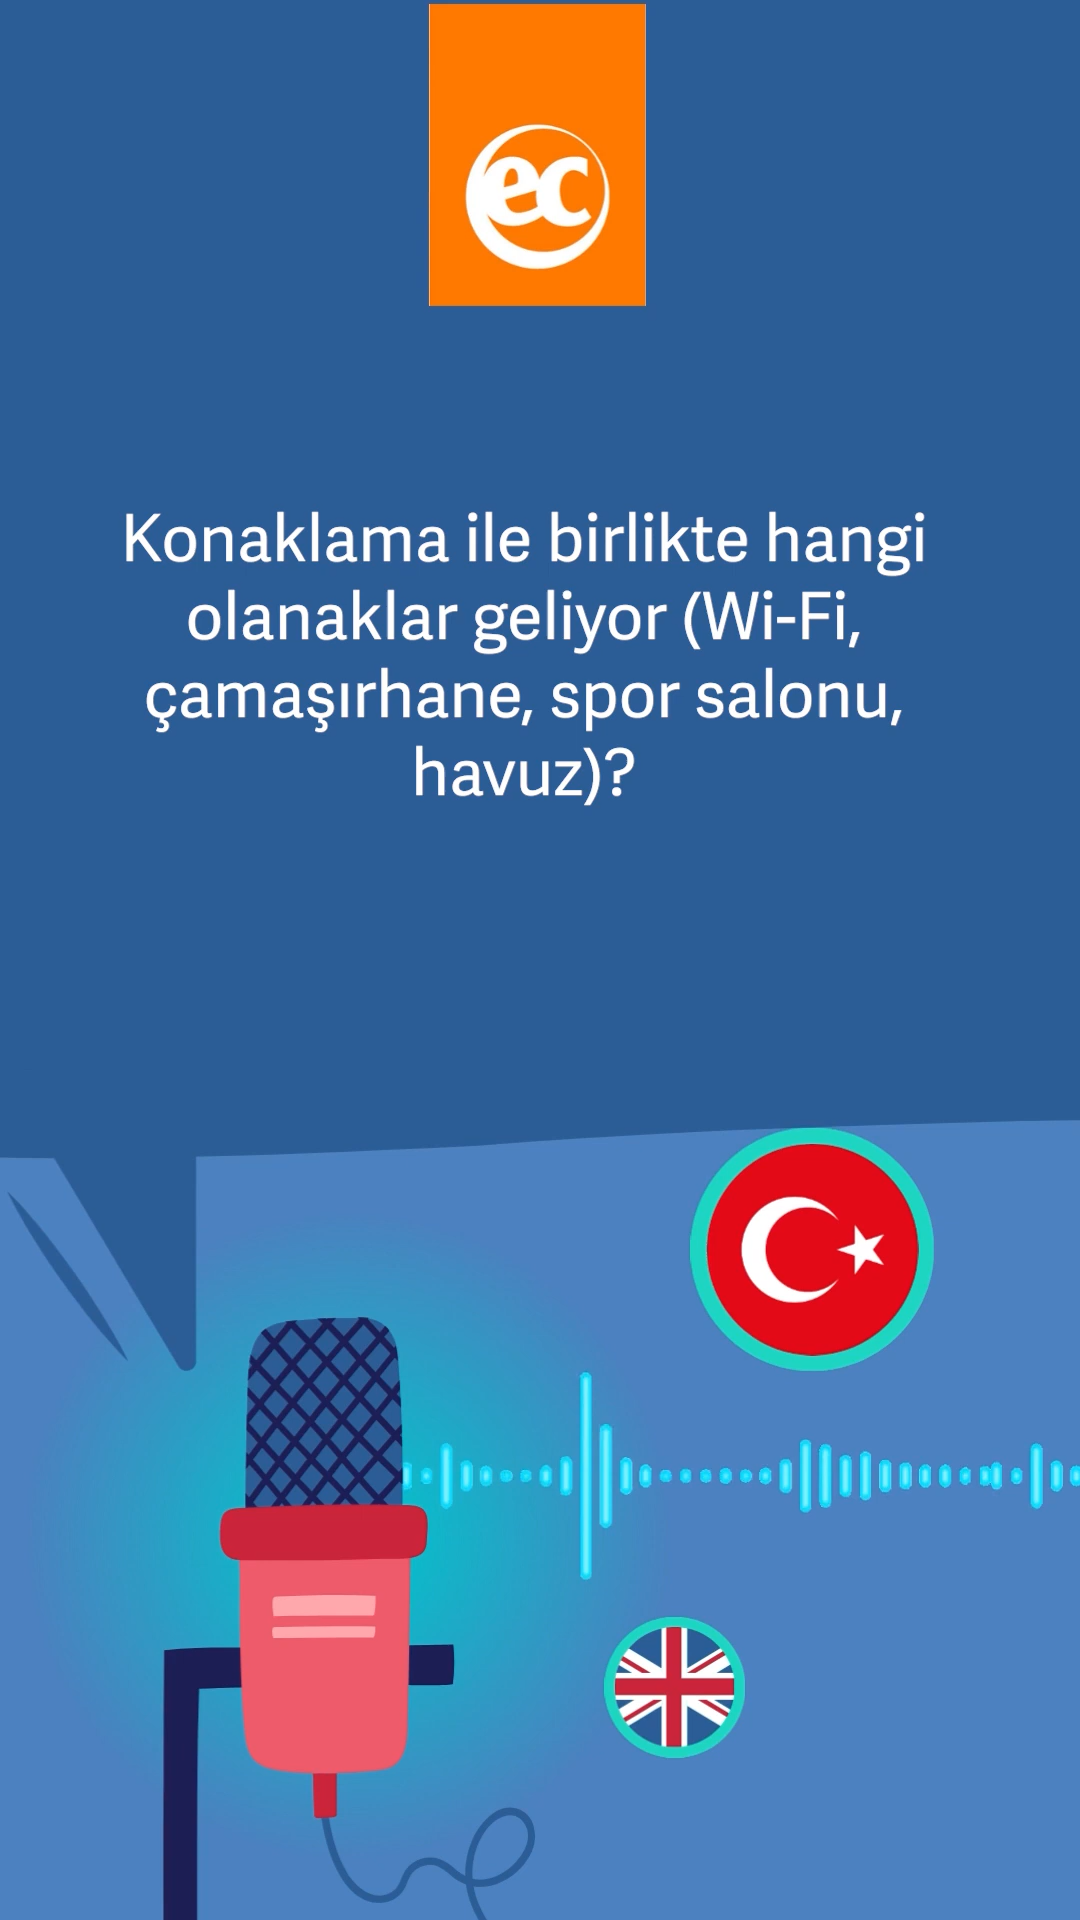 ec
Konaklama ile birlikte hangi
olanaklar geliyor (Wi-Fi,
çamaşırhane, spor salonu,
havuz)?